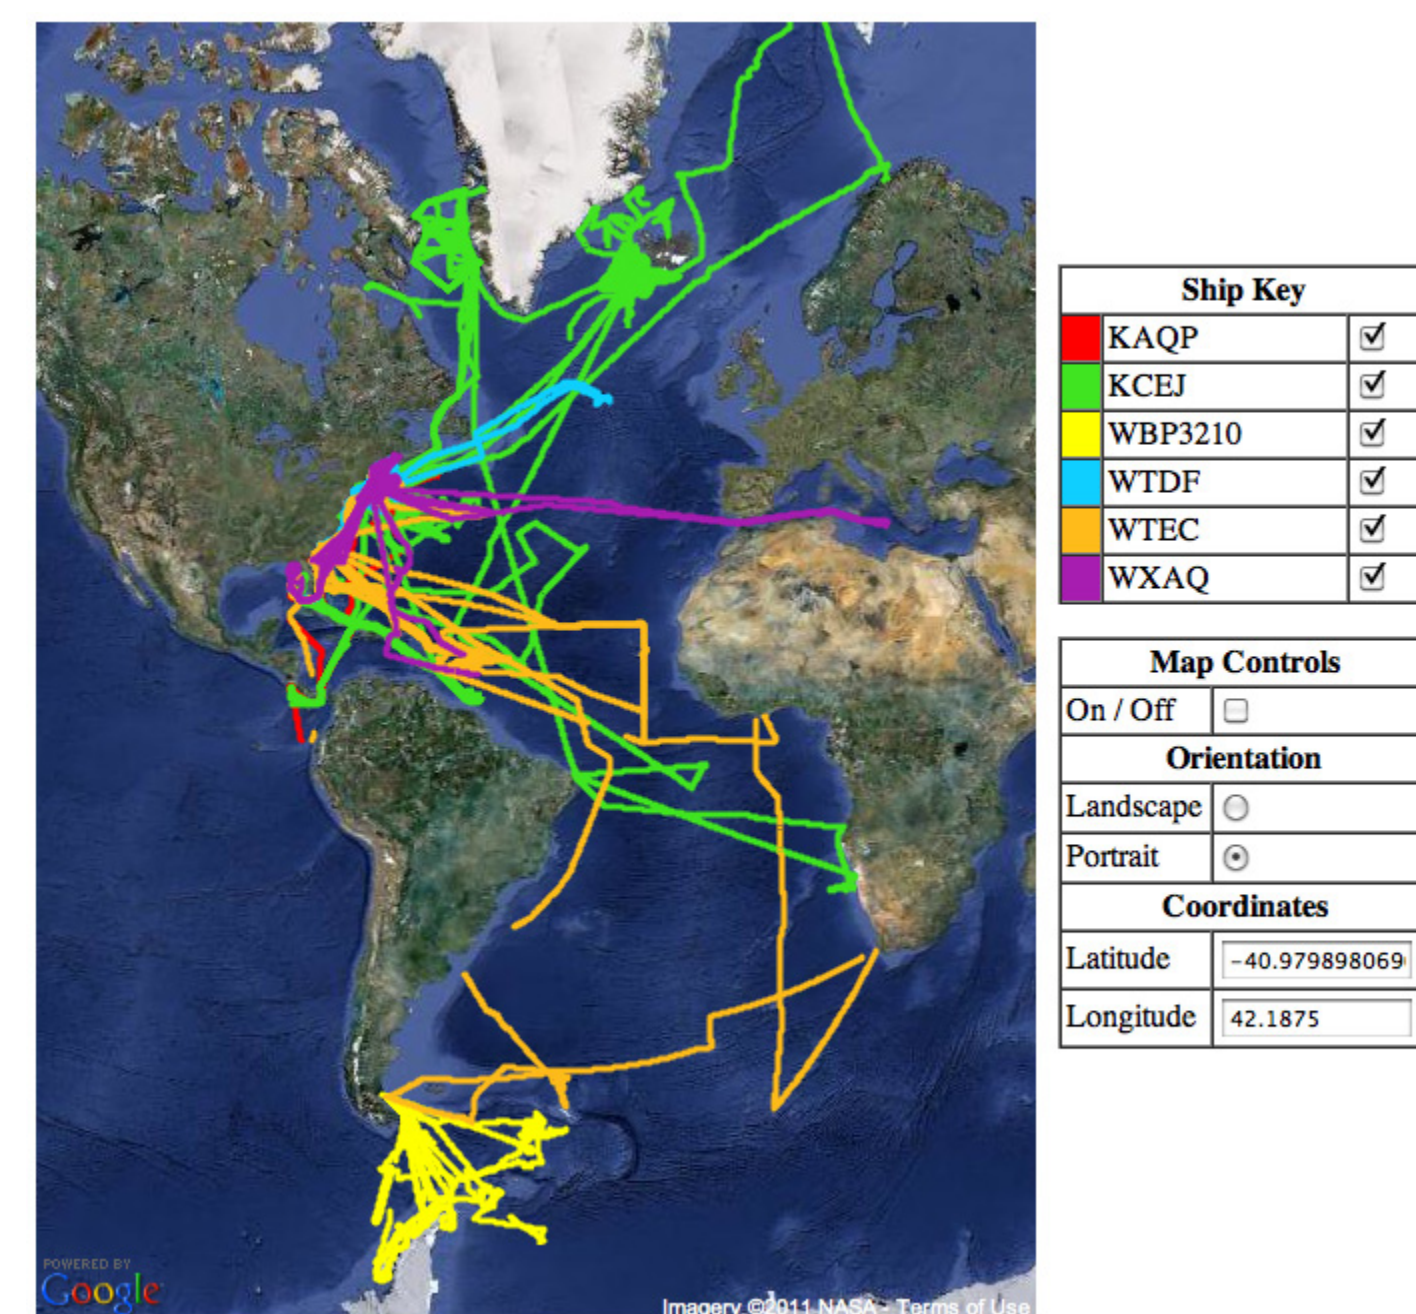 Ship Key
KAQP
KCEJ
WBP3210
WTDF
WTEC
WXAQ
Map Controls
On / Off
Orientation
Landscape
Portrait
Coordinates
Latitude -40.979898069
Longitude 42.1875
POWERED BY
Google
Imagery ©2011 NASA - Terms of Use